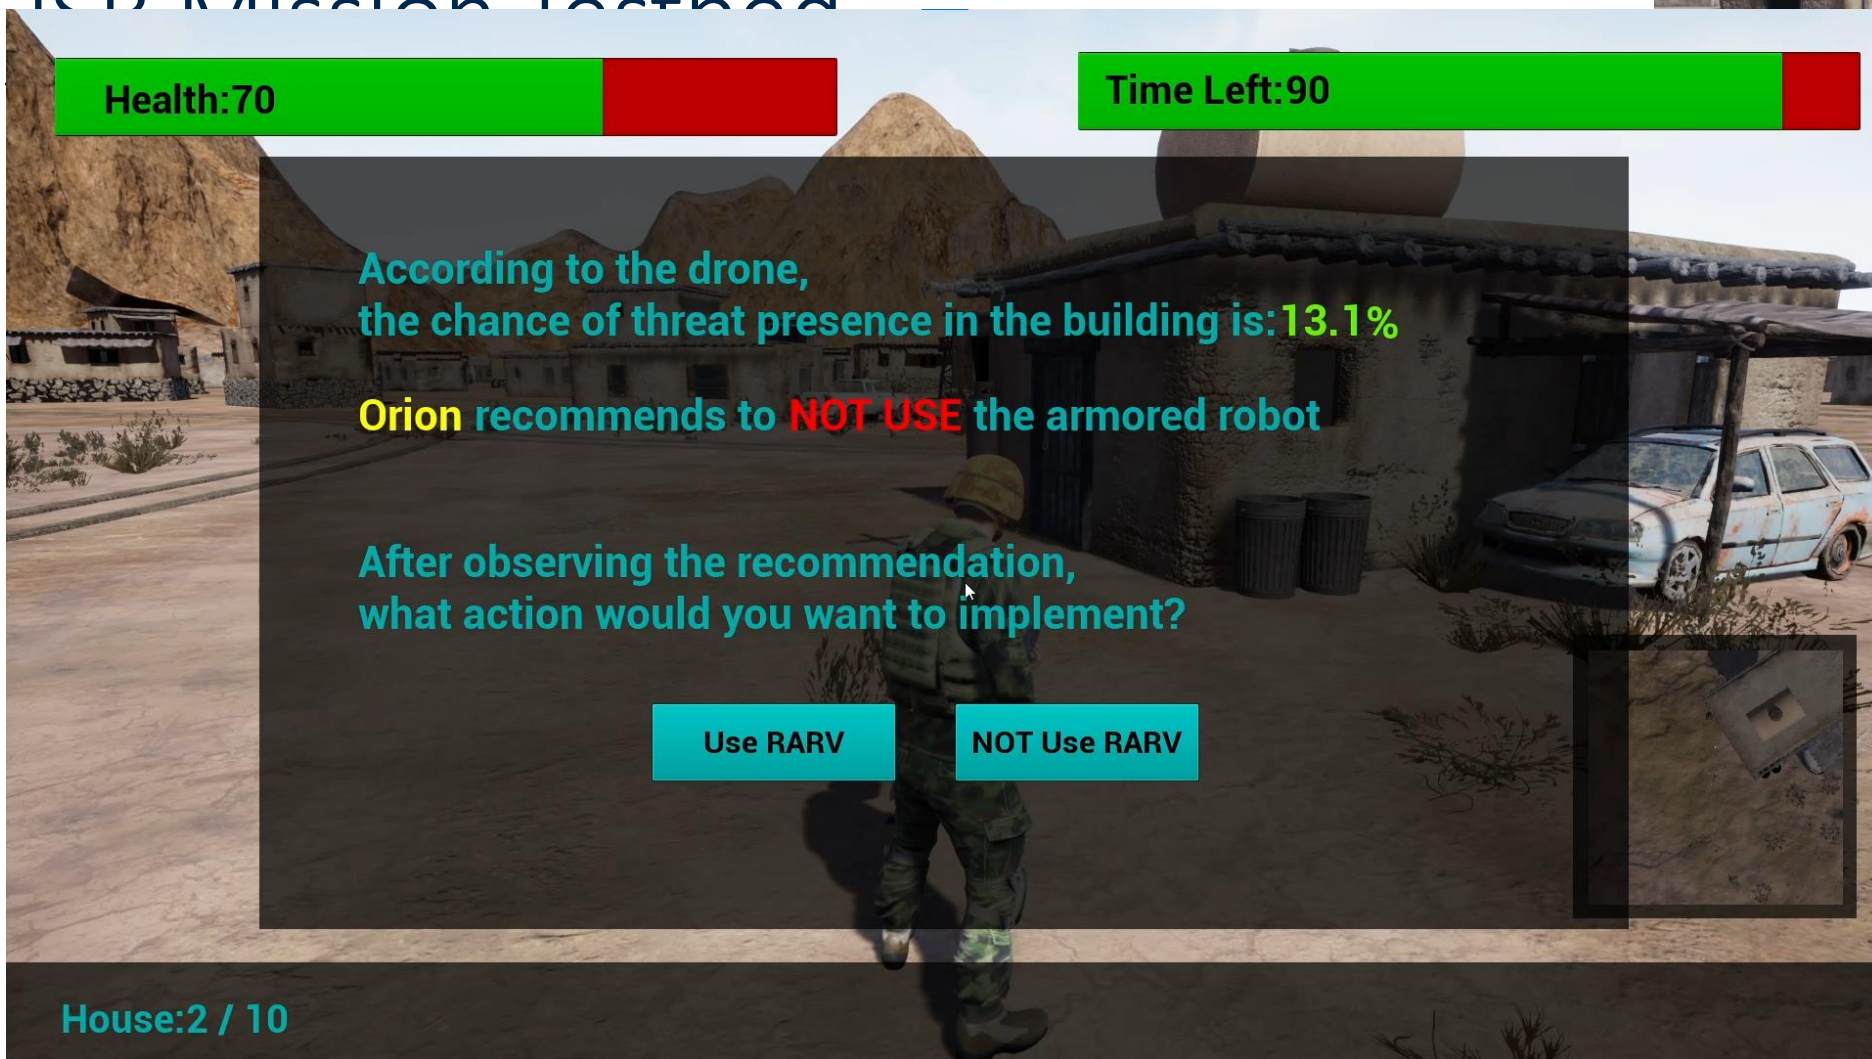 Mission Testbed
Health:70
Time Left:90
According to the drone,
the chance of threat presence in the building is:13.1%
Orion recommends to NOT USE the armored robot
After observing the recommendation,
what action would you want to implement?
Use RARV
NOT Use RARV
House:2 / 10